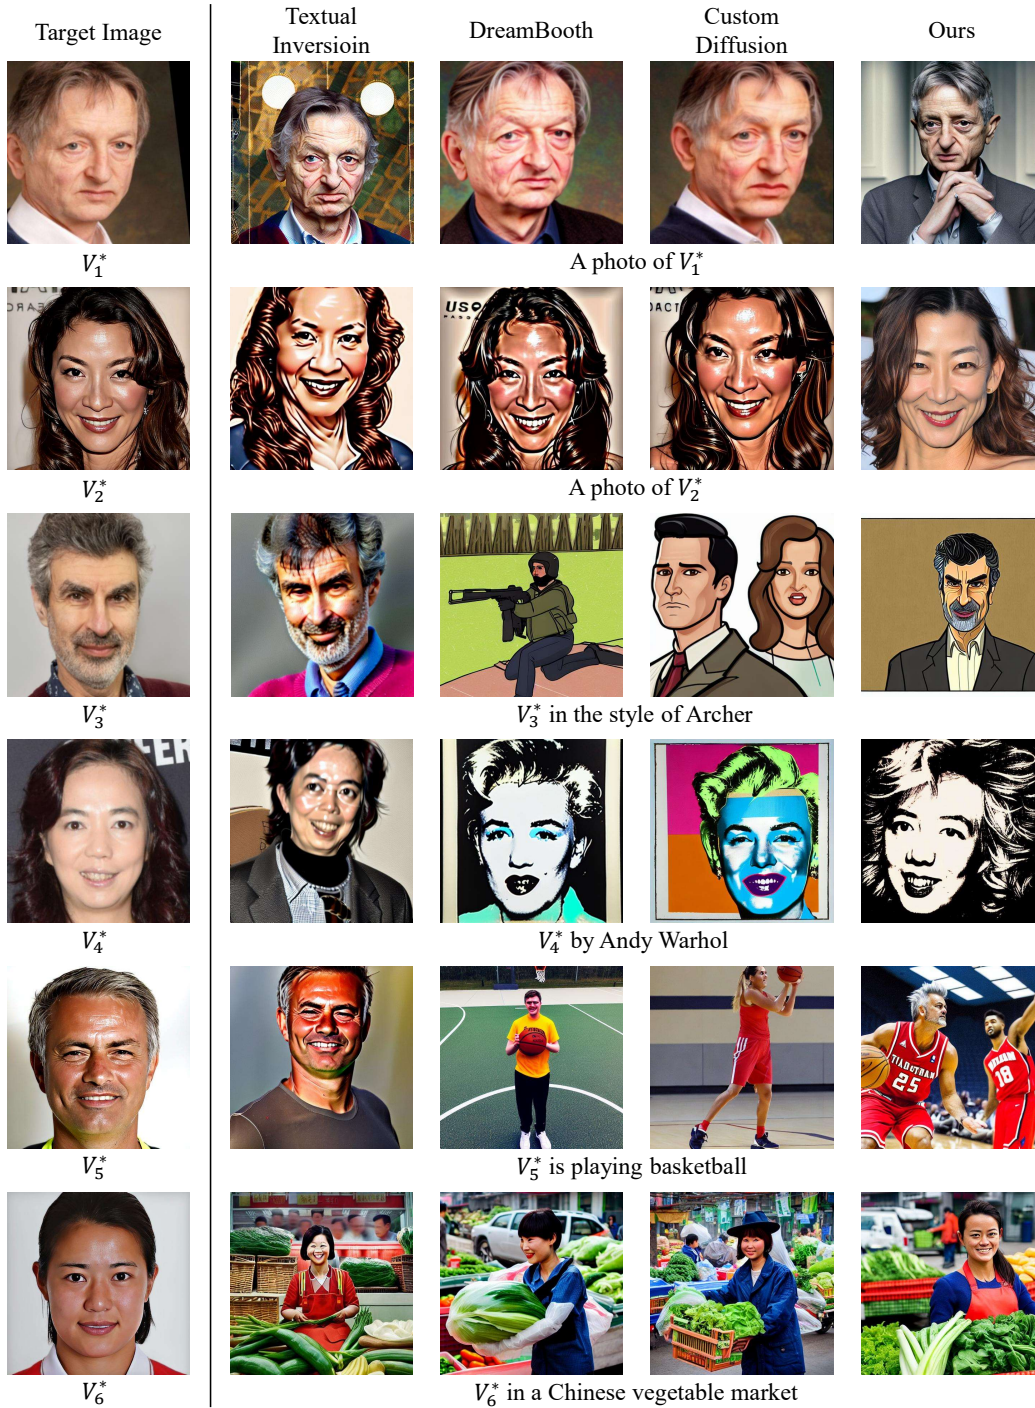 Target Image
Textual
Inversioin
DreamBooth
Custom
Diffusion
Ours
V₁*
A photo of V₁*
USO
V₂*
A photo of V₂*
V₃*
V₃* in the style of Archer
V₄*
V₄* by Andy Warhol
25
18
V₅*
V₅* is playing basketball
V₆*
V₆* in a Chinese vegetable market